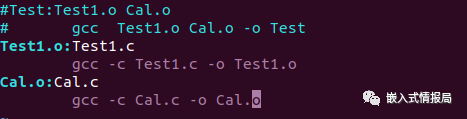 #Test:Test1.o Cal.o
#       gcc  Test1.o Cal.o -o Test
Test1.o:Test1.c
        gcc -c Test1.c -o Test1.o
Cal.o:Cal.c
        gcc -c Cal.c -o Cal.o
嵌入式情报局